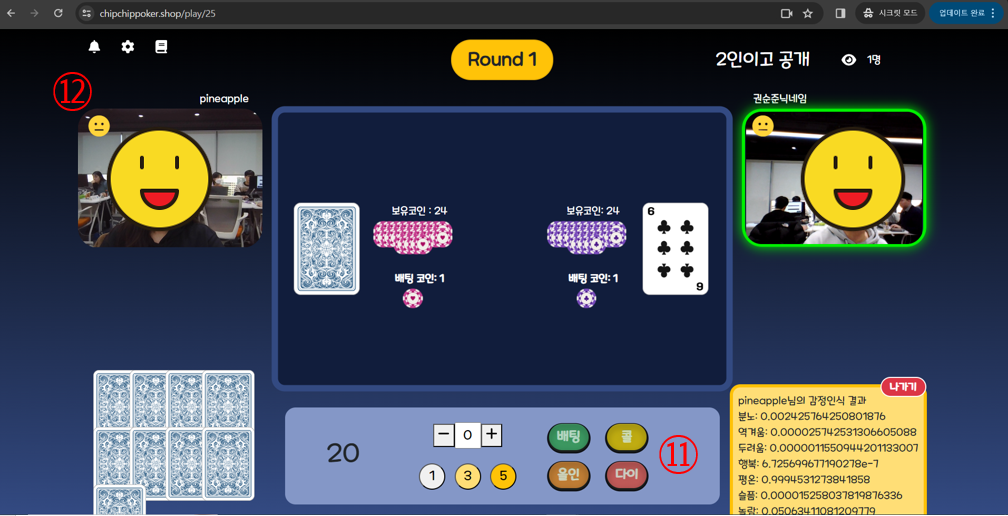 chipchippoker.shop/play/25
시크릿 모드
업데이트 완료
Round 1
2인이고 공개
1명
⑫
pineapple
권순준닉네임
보유코인 : 24
보유코인: 24
6
9
배팅 코인: 1
배팅 코인: 1
나가기
pineapple님의 감정인식 결과
분노: 0.002425764250801876
역겨움: 0.000002574253130660508​8
두려움: 0.0000011550944201133007
행복: 6.725699677190278e-7
평온: 0.9994531273841858
슬픔: 0.000015258037819876336
놀람: 0.05063411081209779
20
− 0 +
배팅
콜
1
3
5
올인
다이
⑪